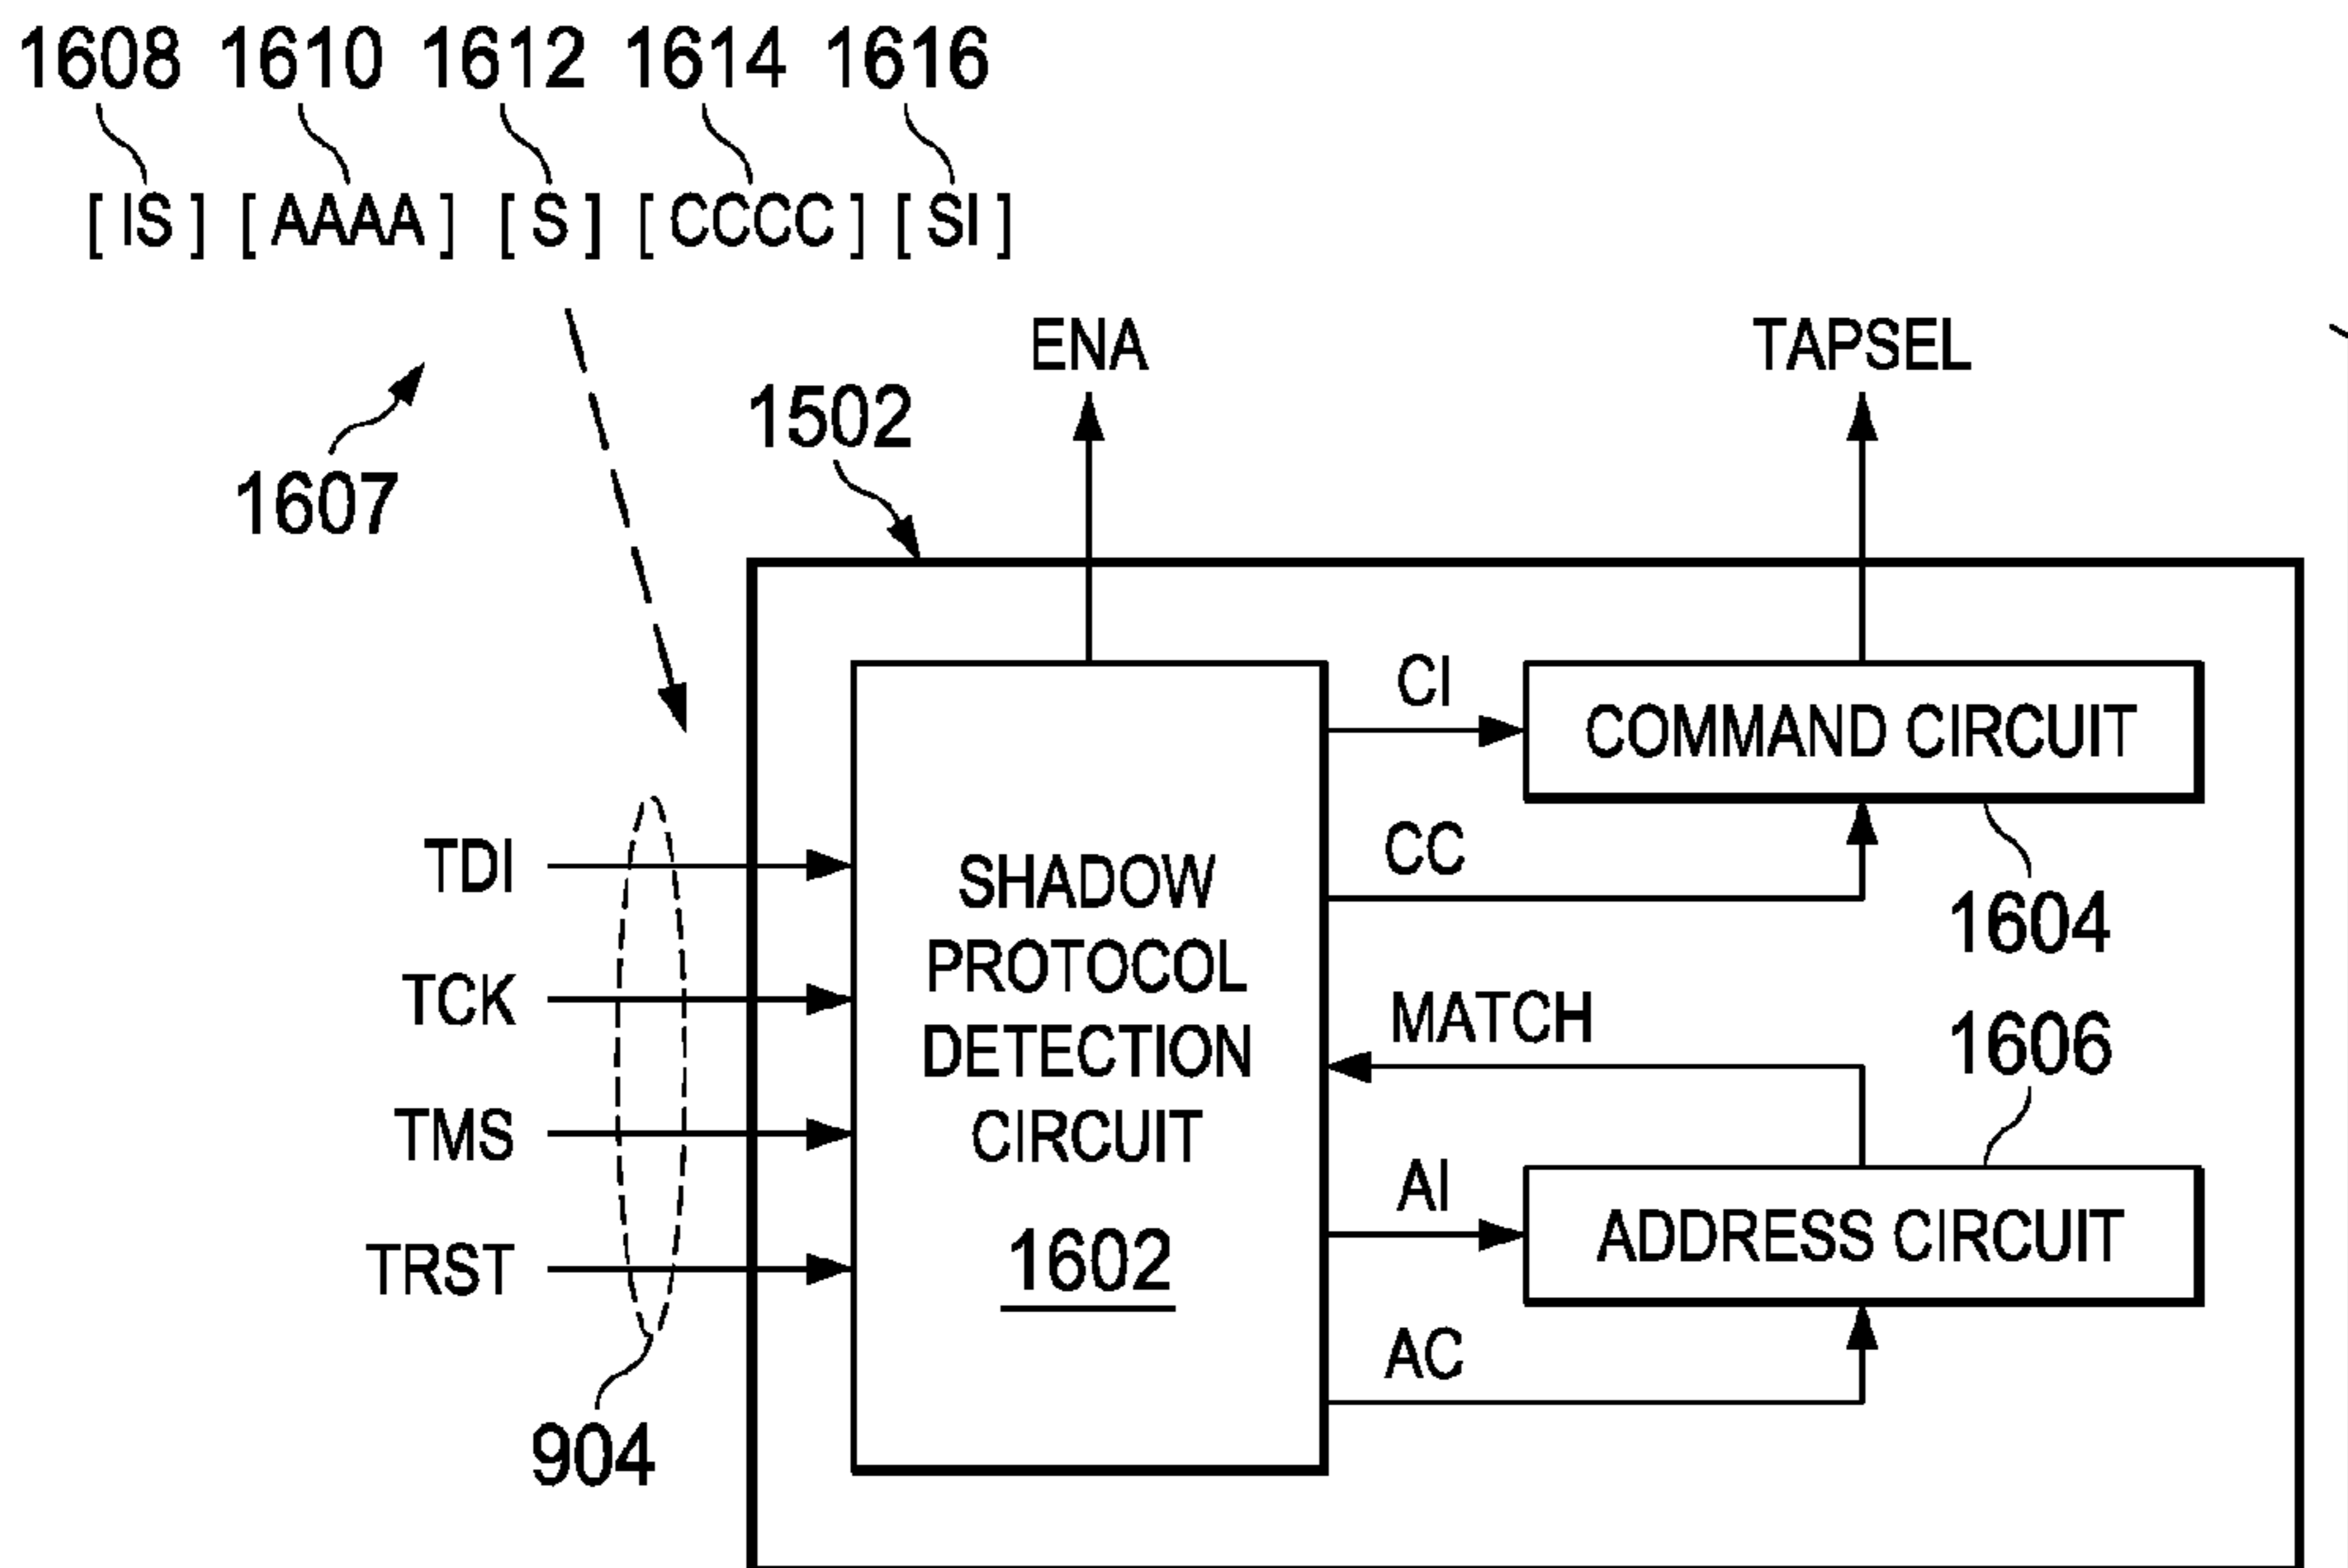 1608 1610 1612 1614 1616
[ IS ] [ AAAA ] [ S ] [ CCCC ] [ SI ]
ENA
TAPSEL
1502
1607
CI
COMMAND CIRCUIT
CC
1604
TDI
TCK
TMS
TRST
904
SHADOW
PROTOCOL
DETECTION
CIRCUIT
1602
MATCH
1606
AI
ADDRESS CIRCUIT
AC